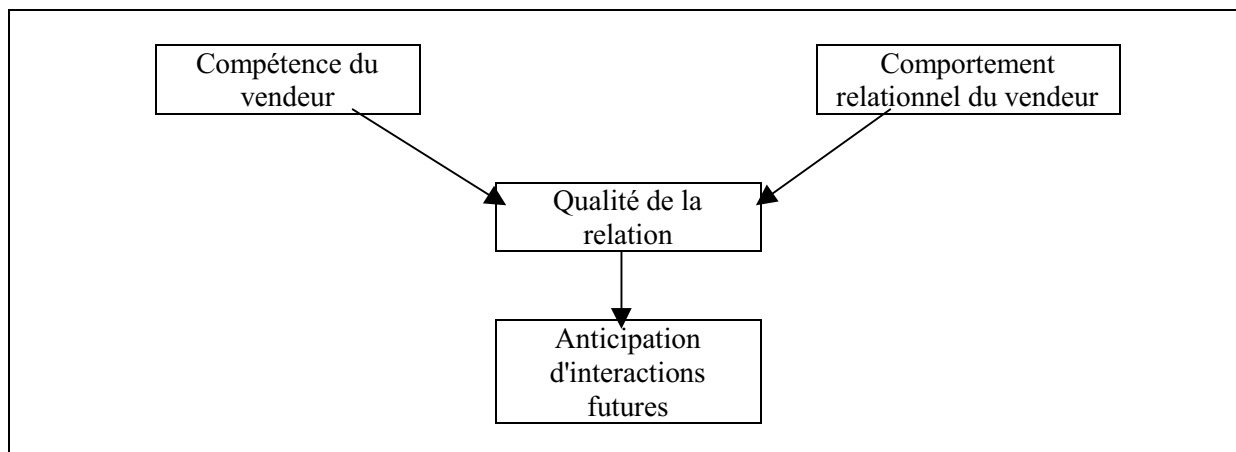 Compétence du
vendeur
Comportement
relationnel du vendeur
Qualité de la
relation
Anticipation
d'interactions
futures